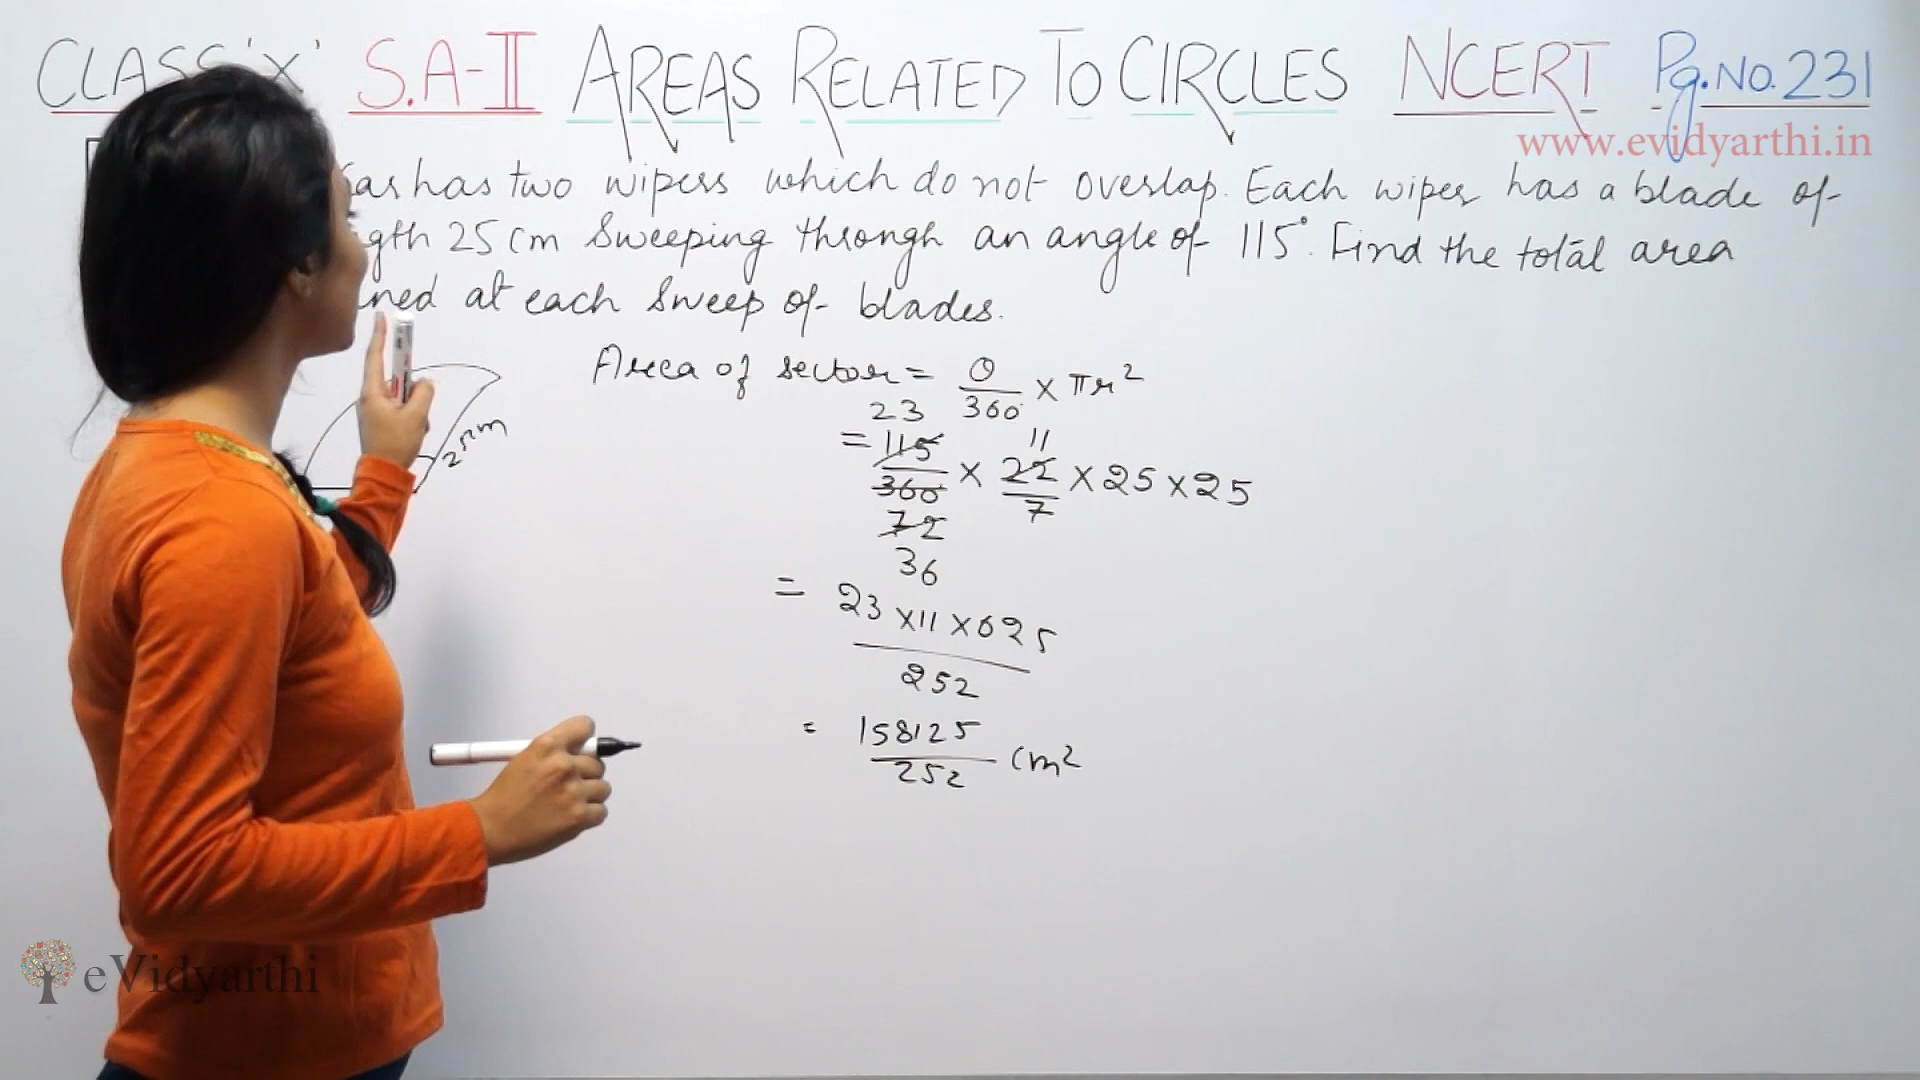 CLASS 'X' S.A-II AREAS RELATED TO CIRCLES NCERT Pg.No.231
www.evidyarthi.in
has two wipers which do not overlap. Each wiper has a blade of
25 cm sweeping through an angle of 115°. Find the total area
at each sweep of blades.
Area of sector = θ/360 × πr²
23 11
= 115/360 × 22/7 × 25 × 25
72
36
= 23 × 11 × 625 / 252
= 158125/252 cm²
25cm
eVidyarthi